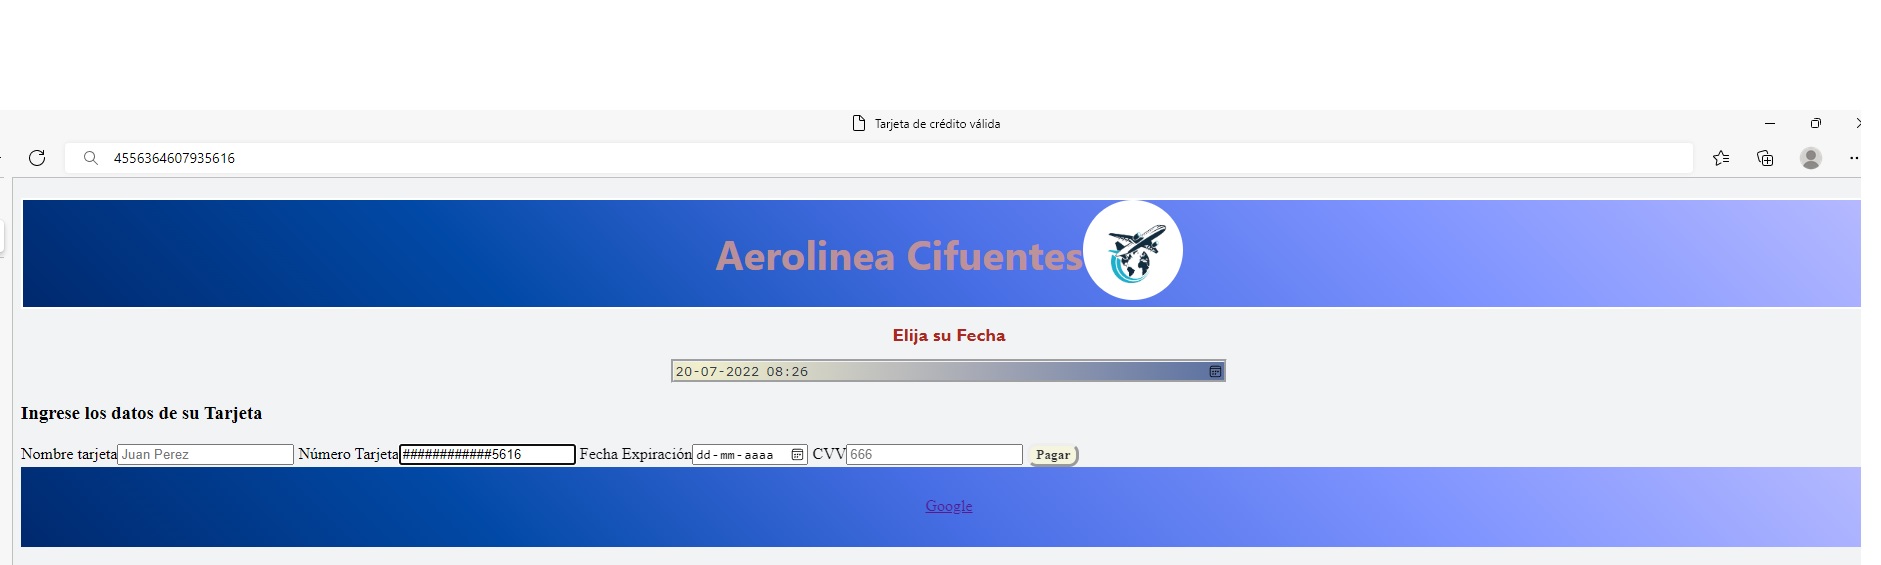 Tarjeta de crédito válida
4556364607935616
Aerolinea Cifuentes
Elija su Fecha
20-07-2022 08:26
Ingrese los datos de su Tarjeta
Nombre tarjeta Juan Perez Número Tarjeta ############5616 Fecha Expiración dd-mm-aaaa CVV 666 Pagar
Google